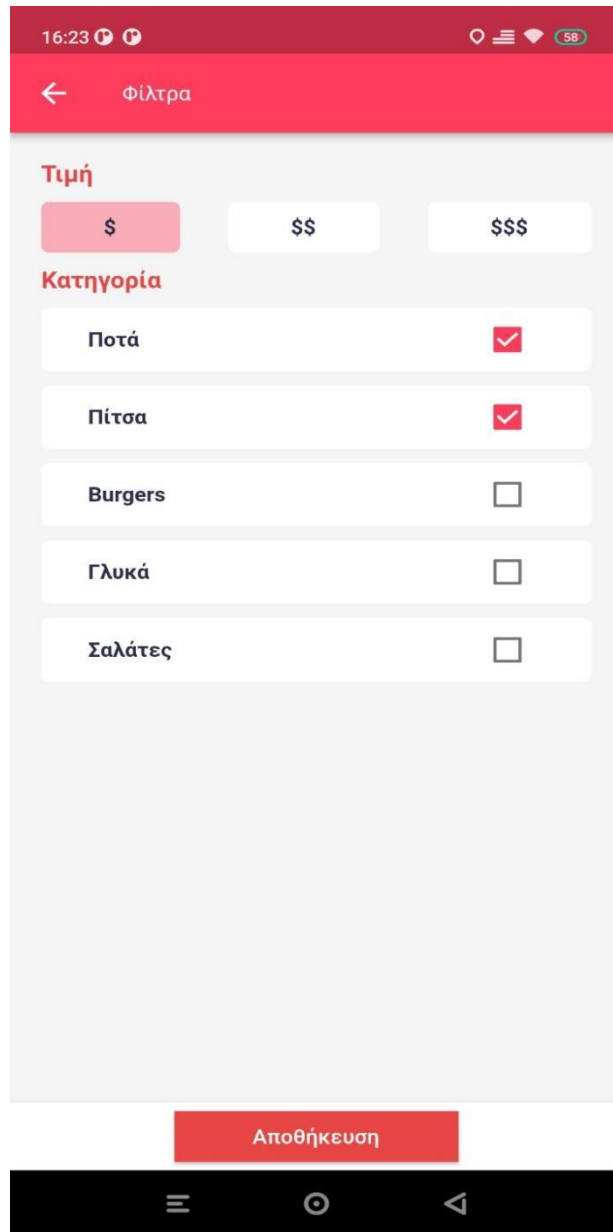 16:23
58
Φίλτρα
Τιμή
$ $$ $$$
Κατηγορία
Ποτά
Πίτσα
Burgers
Γλυκά
Σαλάτες
Αποθήκευση